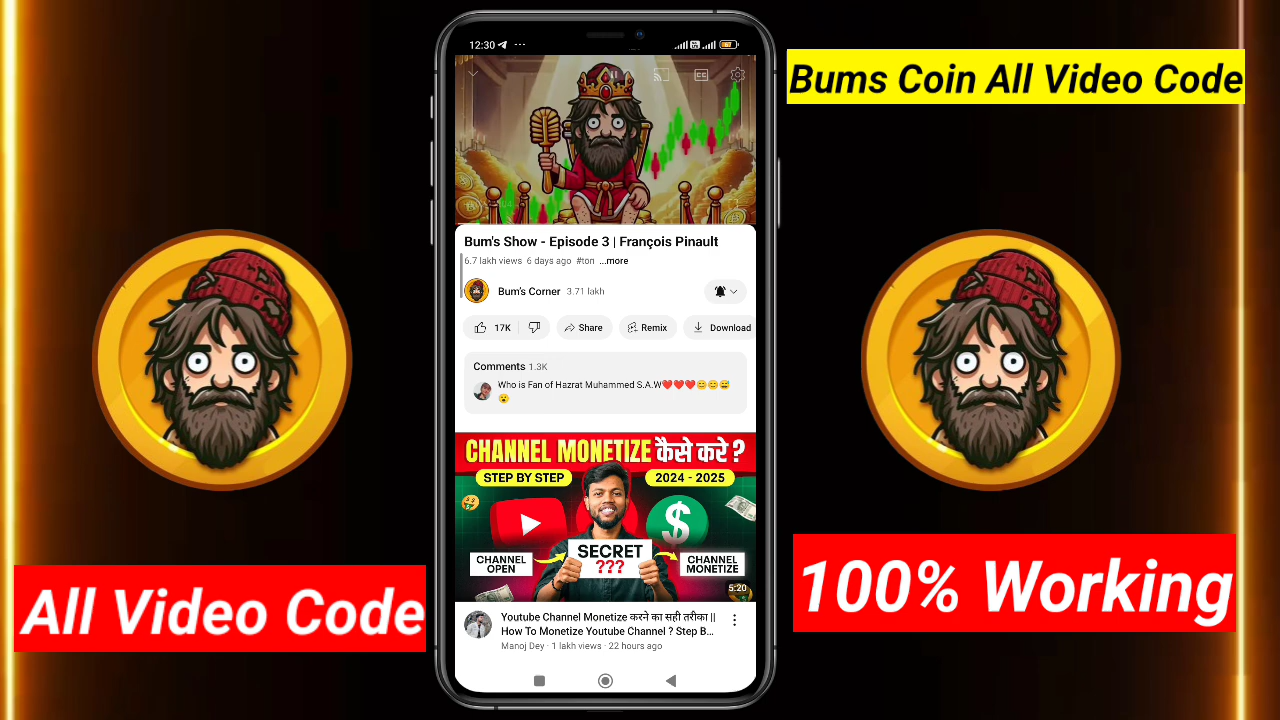 Bums Coin All Video Code
12:30
Bum's Show - Episode 3 | François Pinault
6.7 lakh views 6 days ago #ton ...more
Bum's Corner 3.71 lakh
17K Share Remix Download
Comments 1.3K
Who is Fan of Hazrat Muhammed S.A.W❤️❤️❤️😊😊😅
😮
CHANNEL MONETIZE कैसे करे ?
STEP BY STEP 2024 - 2025
CHANNEL
OPEN
SECRET
???
CHANNEL
MONETIZE
5:20
Youtube Channel Monetize करने का सही तरीका ||
How To Monetize Youtube Channel ? Step B...
Manoj Dey · 1 lakh views · 22 hours ago
All Video Code
100% Working